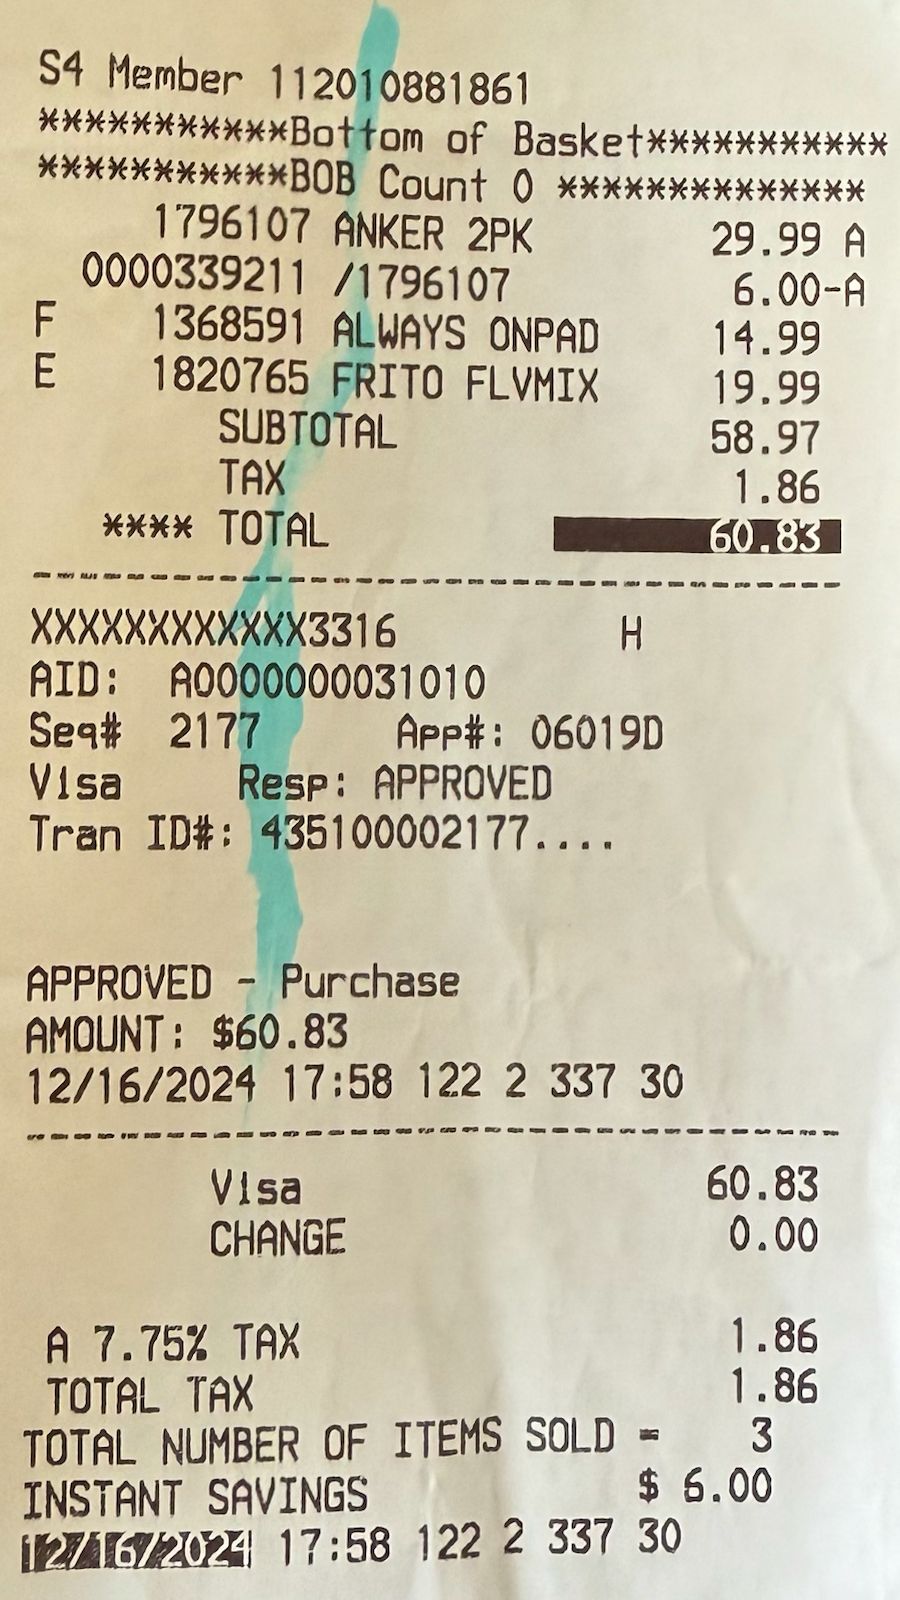 S4 Member 112010881861
***********Bottom of Basket***********
***********BOB Count 0 **************
1796107 ANKER 2PK 29.99 A
0000339211 /1796107 6.00-A
F 1368591 ALWAYS ONPAD 14.99
E 1820765 FRITO FLVMIX 19.99
SUBTOTAL 58.97
TAX 1.86
**** TOTAL 60.83
XXXXXXXXXXXX3316 H
AID: A0000000031010
Seq# 2177 App#: 06019D
Visa Resp: APPROVED
Tran ID#: 435100002177....
APPROVED - Purchase
AMOUNT: $60.83
12/16/2024 17:58 122 2 337 30
Visa 60.83
CHANGE 0.00
A 7.75% TAX 1.86
TOTAL TAX 1.86
TOTAL NUMBER OF ITEMS SOLD = 3
INSTANT SAVINGS $ 6.00
12/16/2024 17:58 122 2 337 30